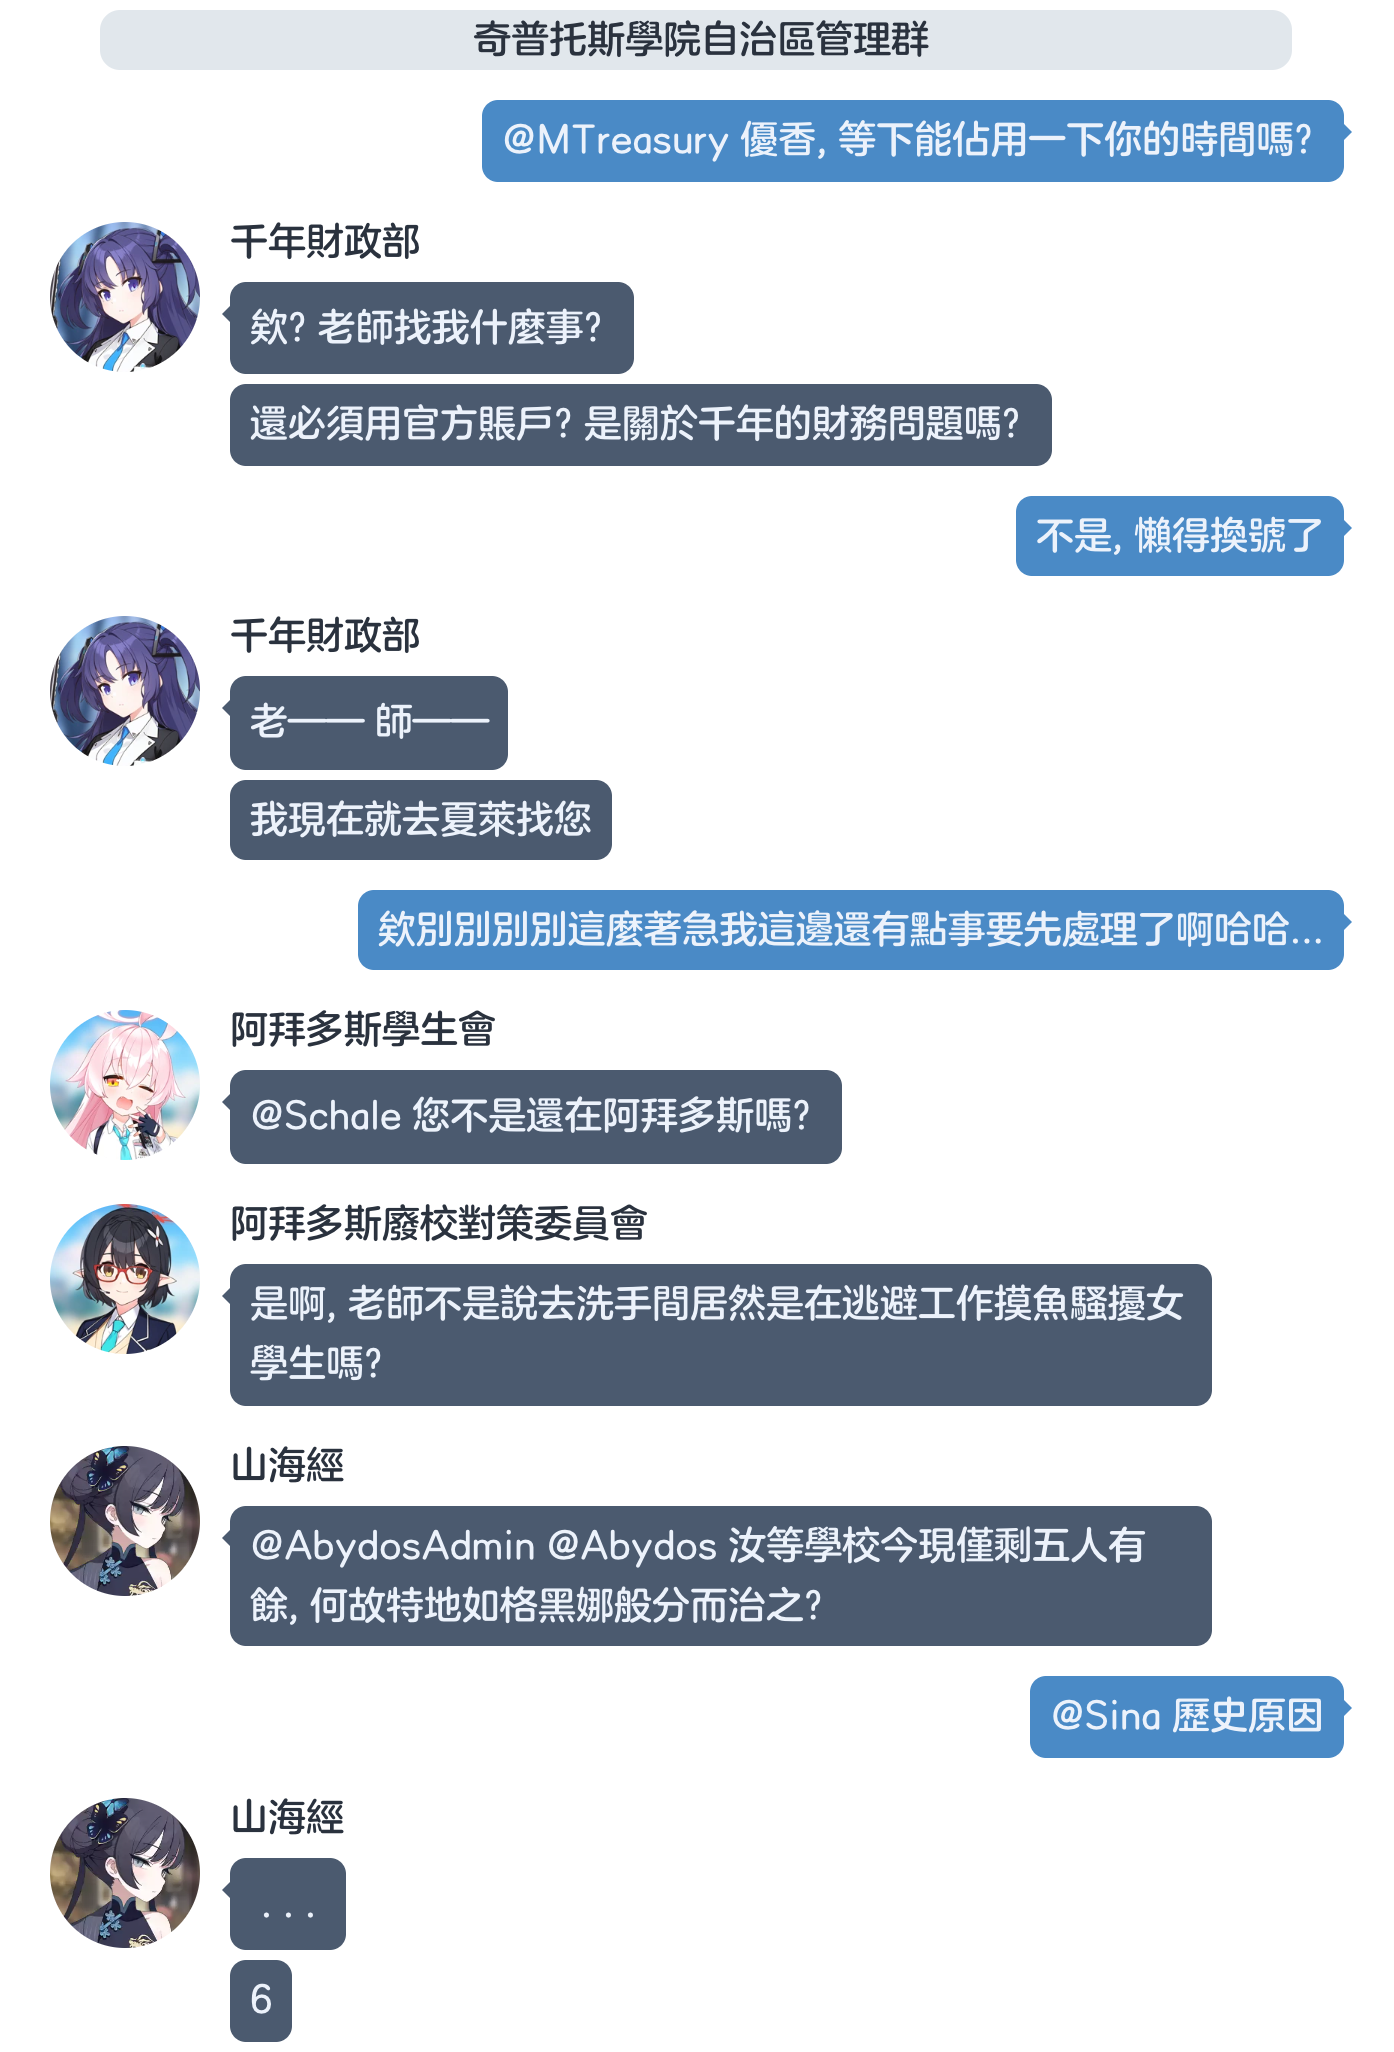 奇普托斯學院自治區管理群
@MTreasury 優香, 等下能佔用一下你的時間嗎?
千年財政部
欸? 老師找我什麼事?
還必須用官方賬戶? 是關於千年的財務問題嗎?
不是, 懶得換號了
千年財政部
老—— 師——
我現在就去夏萊找您
欸別別別別這麼著急我這邊還有點事要先處理了啊哈哈...
阿拜多斯學生會
@Schale 您不是還在阿拜多斯嗎?
阿拜多斯廢校對策委員會
是啊, 老師不是說去洗手間居然是在逃避工作摸魚騷擾女
學生嗎?
山海經
@AbydosAdmin @Abydos 汝等學校今現僅剩五人有
餘, 何故特地如格黑娜般分而治之?
@Sina 歷史原因
山海經
...
6